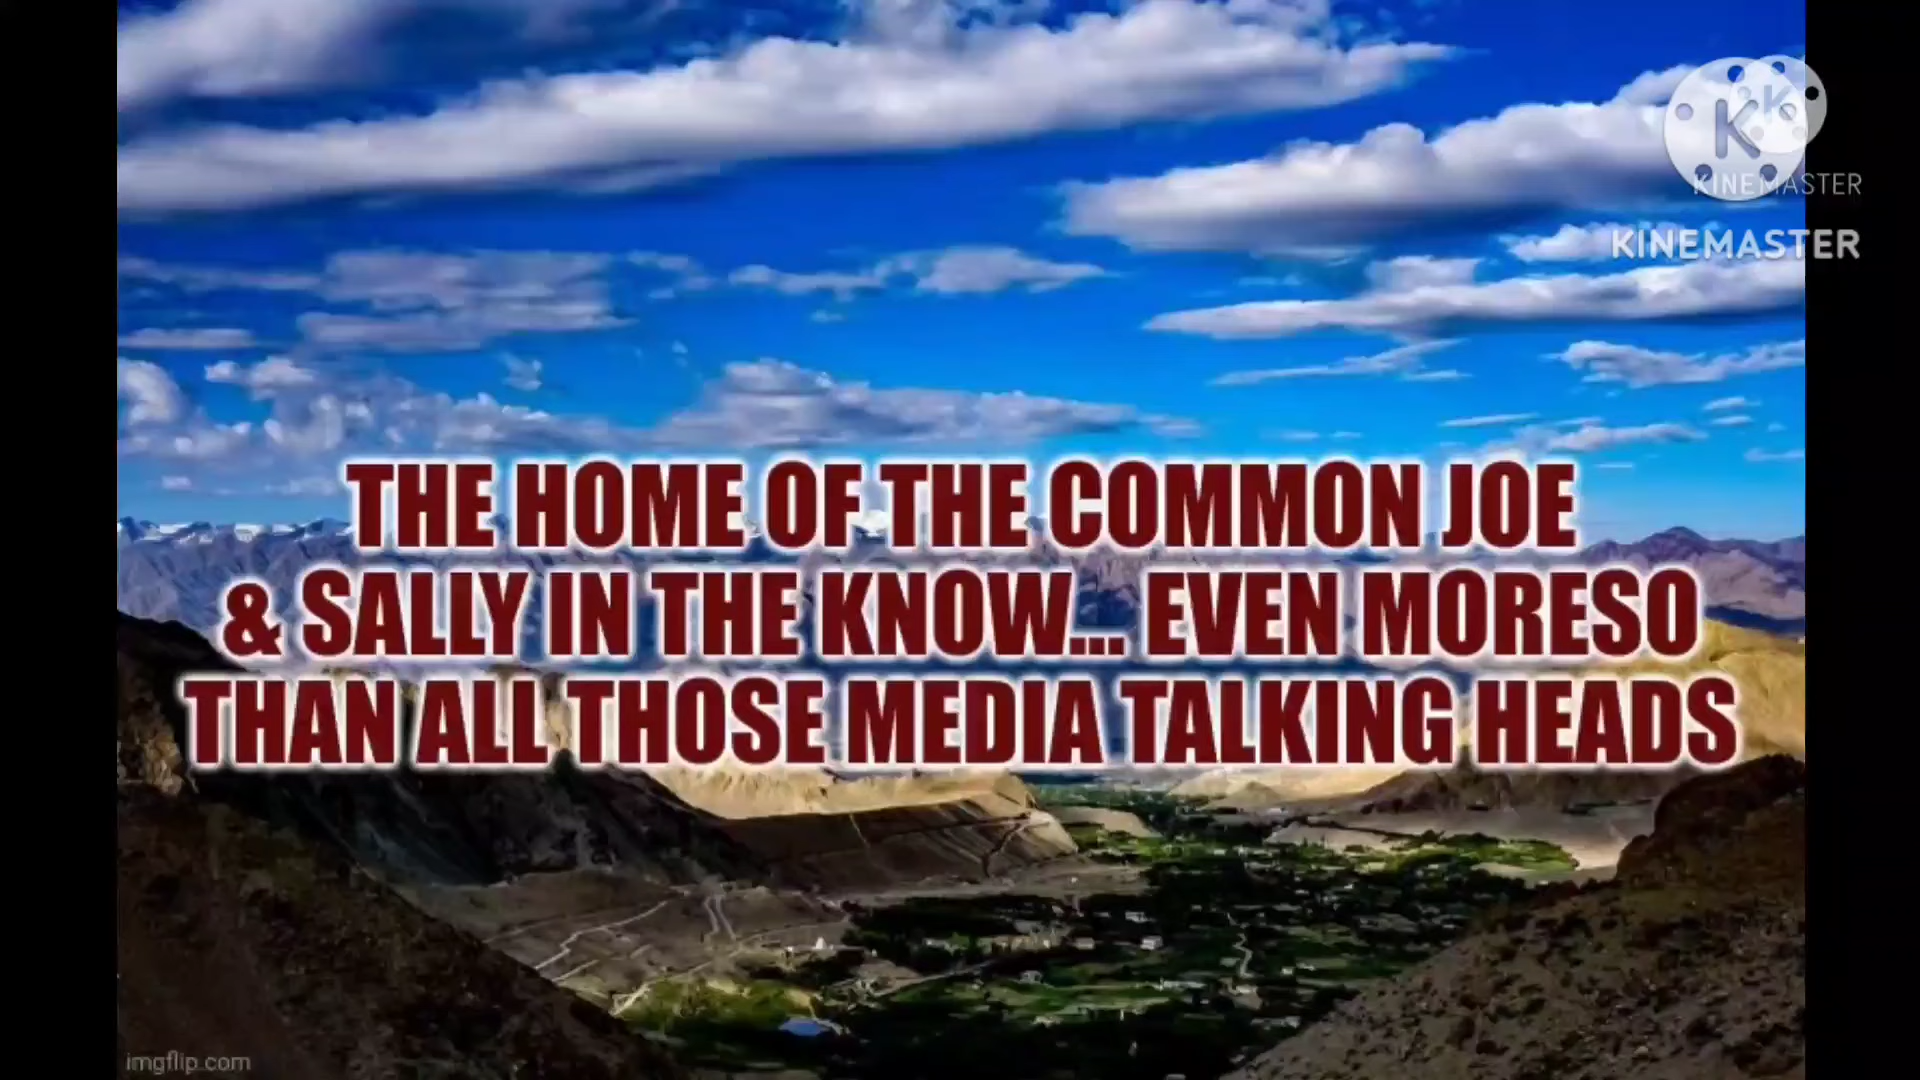 K
K
KINEMASTER
KINEMASTER
THE HOME OF THE COMMON JOE
& SALLY IN THE KNOW... EVEN MORESO
THAN ALL THOSE MEDIA TALKING HEADS
imgflip.com